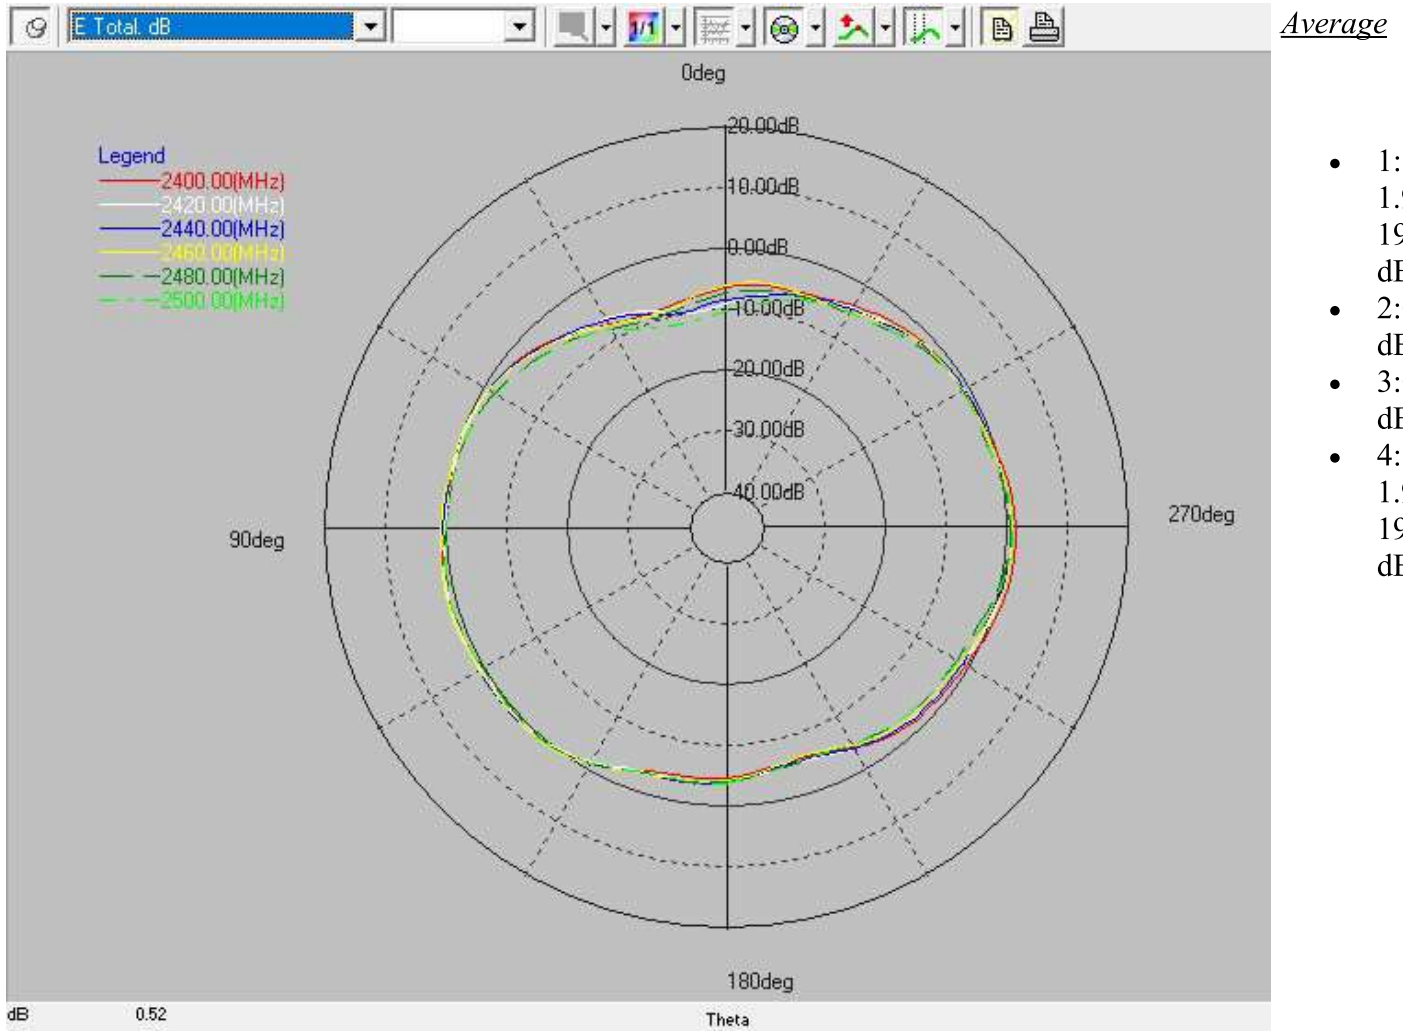 E Total. dB
1/1
Average
0deg
20.00dB
Legend
2400.00(MHz)
2420.00(MHz)
2440.00(MHz)
2460.00(MHz)
2480.00(MHz)
2500.00(MHz)
10.00dB
0.00dB
-10.00dB
-20.00dB
-30.00dB
-40.00dB
90deg
270deg
180deg
dB 0.52
Theta
1:
2:
3:
4: